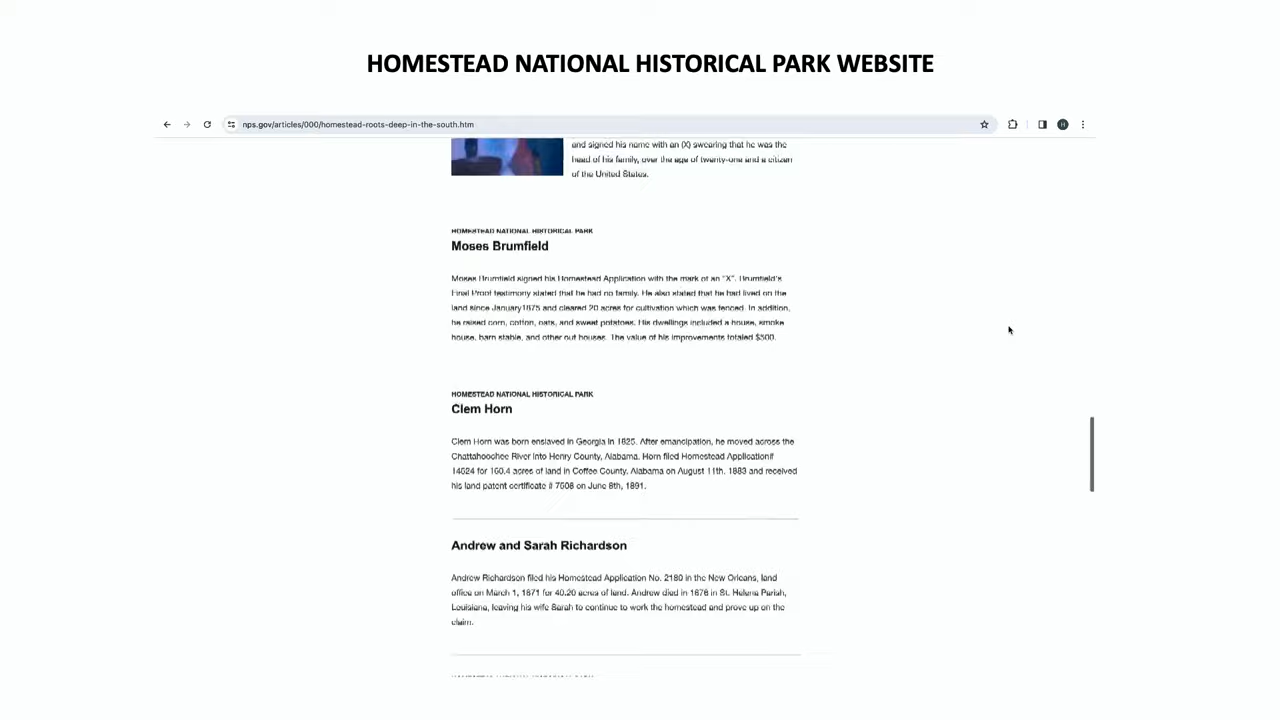 HOMESTEAD NATIONAL HISTORICAL PARK WEBSITE
nps.gov/articles/000/homestead-roots-deep-in-the-south.htm
H
and signed his name with an (X) swearing that he was the
head of his family, over the age of twenty-one and a citizen
of the United States.
HOMESTEAD NATIONAL HISTORICAL PARK
Moses Brumfield
Moses Brumfield signed his Homestead Application with the mark of an "X". Brumfield's
Final Proof testimony stated that he had no family. He also stated that he had lived on the
land since January1875 and cleared 20 acres for cultivation which was fenced. In addition,
he raised corn, cotton, oats, and sweet potatoes. His dwellings included a house, smoke
house, barn stable, and other out houses. The value of his improvements totaled $500.
HOMESTEAD NATIONAL HISTORICAL PARK
Clem Horn
Clem Horn was born enslaved in Georgia in 1825. After emancipation, he moved across the
Chattahoochee River into Henry County, Alabama. Horn filed Homestead Application#
14624 for 160.4 acres of land in Coffee County, Alabama on August 11th, 1883 and received
his land patent certificate # 7608 on June 8th, 1891.
Andrew and Sarah Richardson
Andrew Richardson filed his Homestead Application No. 2180 in the New Orleans, land
office on March 1, 1871 for 40.20 acres of land. Andrew died in 1876 in St. Helena Parish,
Louisiana, leaving his wife Sarah to continue to work the homestead and prove up on the
claim.